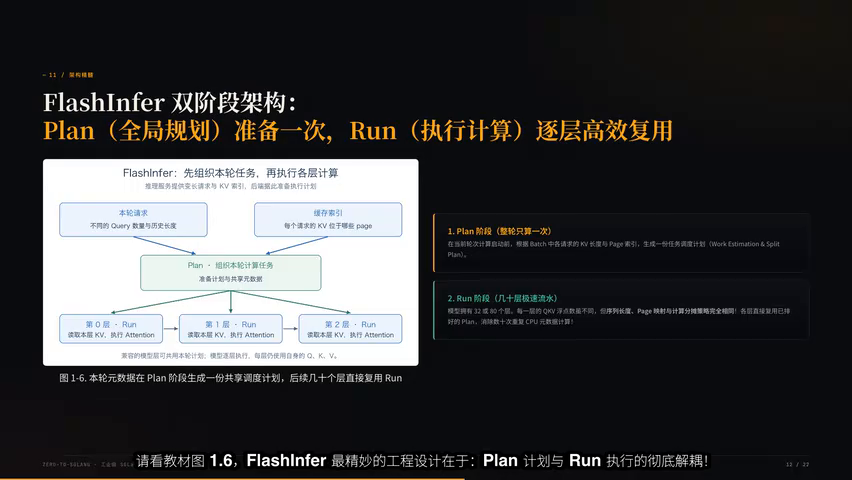 — 11 / 架构精髓
FlashInfer 双阶段架构：
Plan（全局规划）准备一次，Run（执行计算）逐层高效复用
FlashInfer：先组织本轮任务，再执行各层计算
推理服务提供变长请求与 KV 索引，后端据此准备执行计划
本轮请求
不同的 Query 数量与历史长度
缓存索引
每个请求的 KV 位于哪些 page
Plan · 组织本轮计算任务
准备计划与共享元数据
第 0 层 · Run
读取本层 KV，执行 Attention
第 1 层 · Run
读取本层 KV，执行 Attention
第 2 层 · Run
读取本层 KV，执行 Attention
兼容的模型层可共用本轮计划；模型逐层执行，每层仍使用自身的 Q、K、V。
图 1-6. 本轮元数据在 Plan 阶段生成一份共享调度计划，后续几十个层直接复用 Run
1. Plan 阶段（整轮只算一次）
在当前轮次计算启动前，根据 Batch 中各请求的 KV 长度与 Page 索引，生成一份任务调度计划（Work Estimation & Split
Plan）。
2. Run 阶段（几十层极速流水）
模型拥有 32 或 80 个层。每一层的 QKV 浮点数虽不同，但序列长度、Page 映射与计算分摊策略完全相同！各层直接复用已排
好的 Plan，消除数十次重复 CPU 元数据计算！
ZERO-TO-SGLANG · 工业级
12 / 22
请看教材图 1.6，FlashInfer 最精妙的工程设计在于：Plan 计划与 Run 执行的彻底解耦！